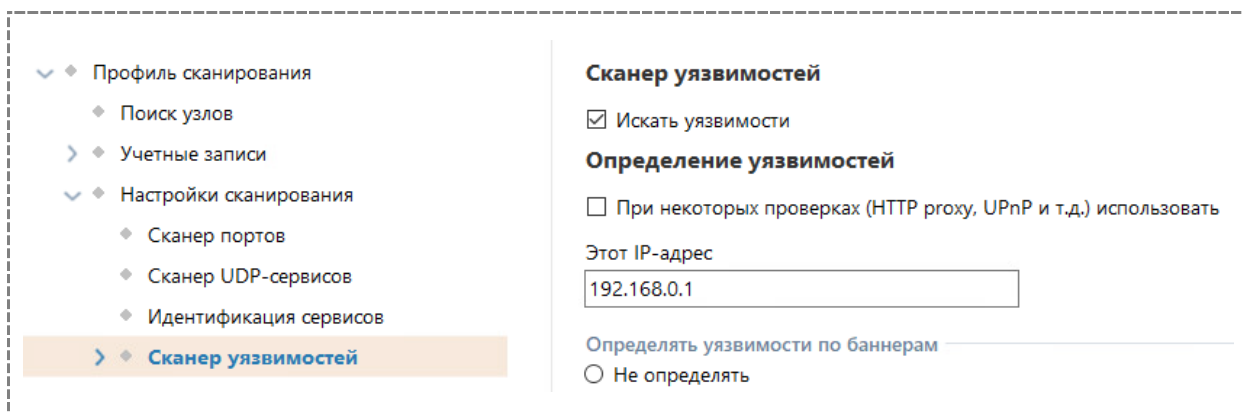 Профиль сканирования
Поиск узлов
Учетные записи
Настройки сканирования
Сканер портов
Сканер UDP-сервисов
Идентификация сервисов
Сканер уязвимостей
Сканер уязвимостей
Искать уязвимости
Определение уязвимостей
При некоторых проверках (HTTP proxy, UPnP и т.д.) использовать
Этот IP-адрес
192.168.0.1
Определять уязвимости по баннерам
Не определять